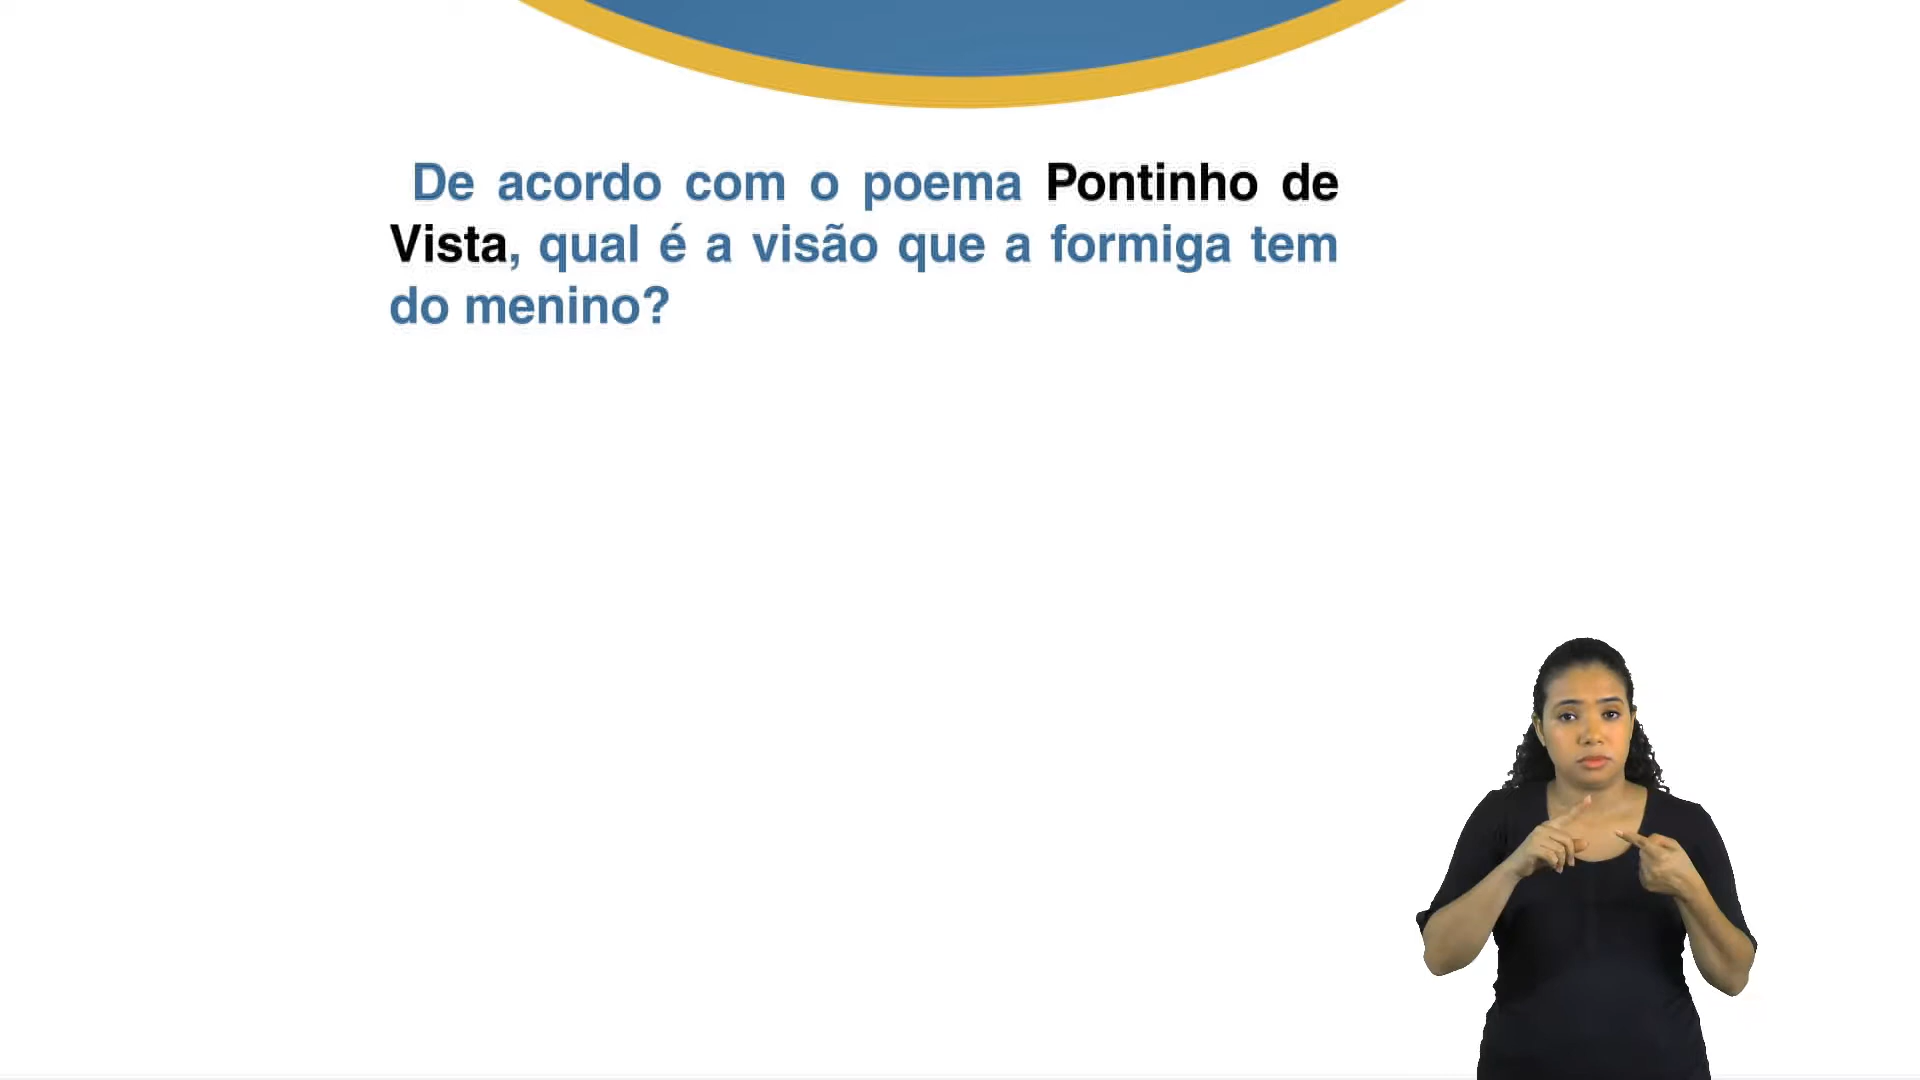 De acordo com o poema Pontinho de
Vista, qual é a visão que a formiga tem
do menino?